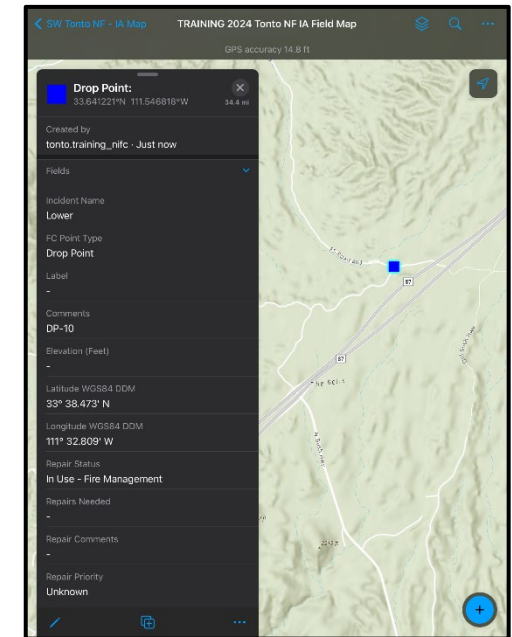 SW Tonto NF - IA Map
TRAINING 2024 Tonto NF IA Field Map
GPS accuracy 14.8 ft
Drop Point:
33.641221°N 111.546818°W
34.4 mi
Created by
tonto.training_nifc · Just now
Fields
Incident Name
Lower
FC Point Type
Drop Point
Label
-
Comments
DP-10
Elevation (Feet)
-
Latitude WGS84 DDM
33° 38.473' N
Longitude WGS84 DDM
111° 32.809' W
Repair Status
In Use - Fire Management
Repairs Needed
-
Repair Comments
-
Repair Priority
Unknown
87
87